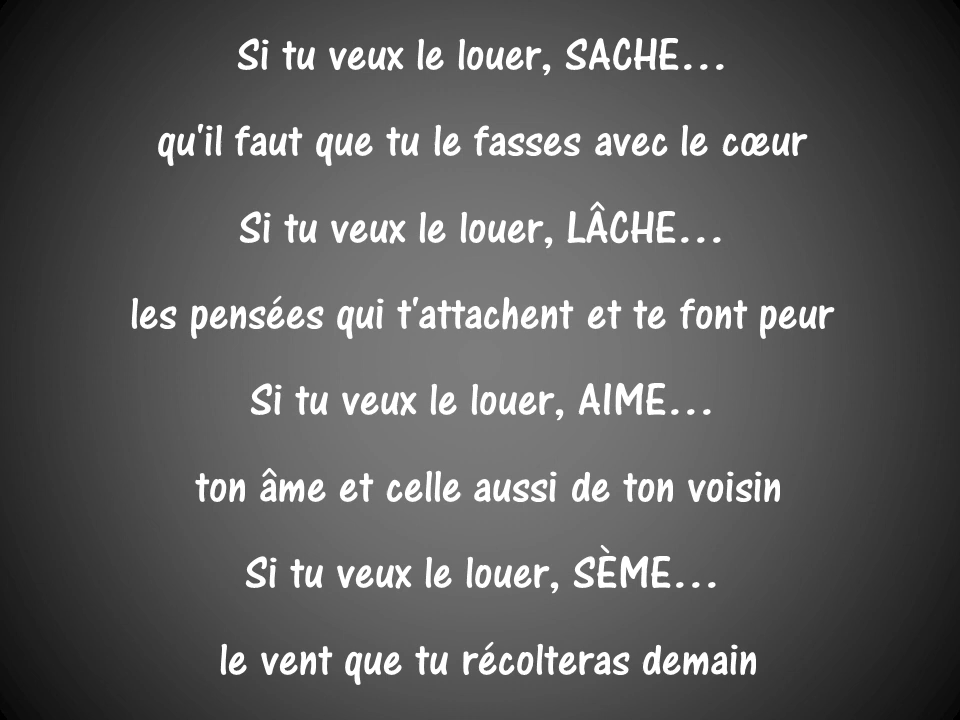 Si tu veux le louer, SACHE...
qu'il faut que tu le fasses avec le cœur
Si tu veux le louer, LÂCHE...
les pensées qui t'attachent et te font peur
Si tu veux le louer, AIME...
ton âme et celle aussi de ton voisin
Si tu veux le louer, SÈME...
le vent que tu récolteras demain